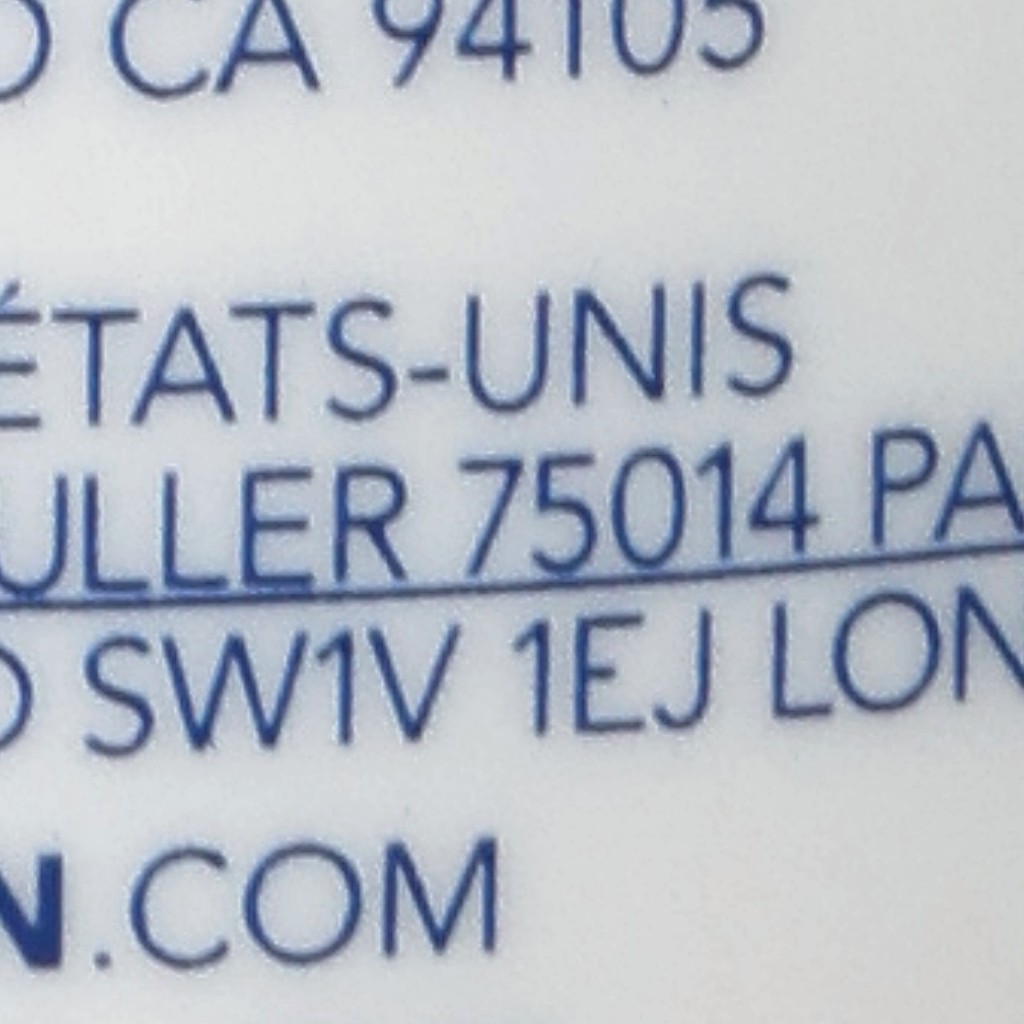 CA 94105
ÉTATS-UNIS
ULLER 75014 PA
SW1V 1EJ LON
N.COM